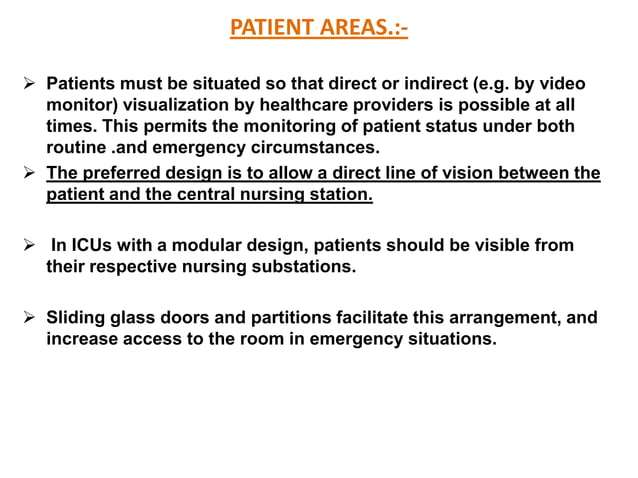 PATIENT AREAS.:-
➢ Patients must be situated so that direct or indirect (e.g. by video
monitor) visualization by healthcare providers is possible at all
times. This permits the monitoring of patient status under both
routine .and emergency circumstances.
➢ The preferred design is to allow a direct line of vision between the
patient and the central nursing station.
➢ In ICUs with a modular design, patients should be visible from
their respective nursing substations.
➢ Sliding glass doors and partitions facilitate this arrangement, and
increase access to the room in emergency situations.